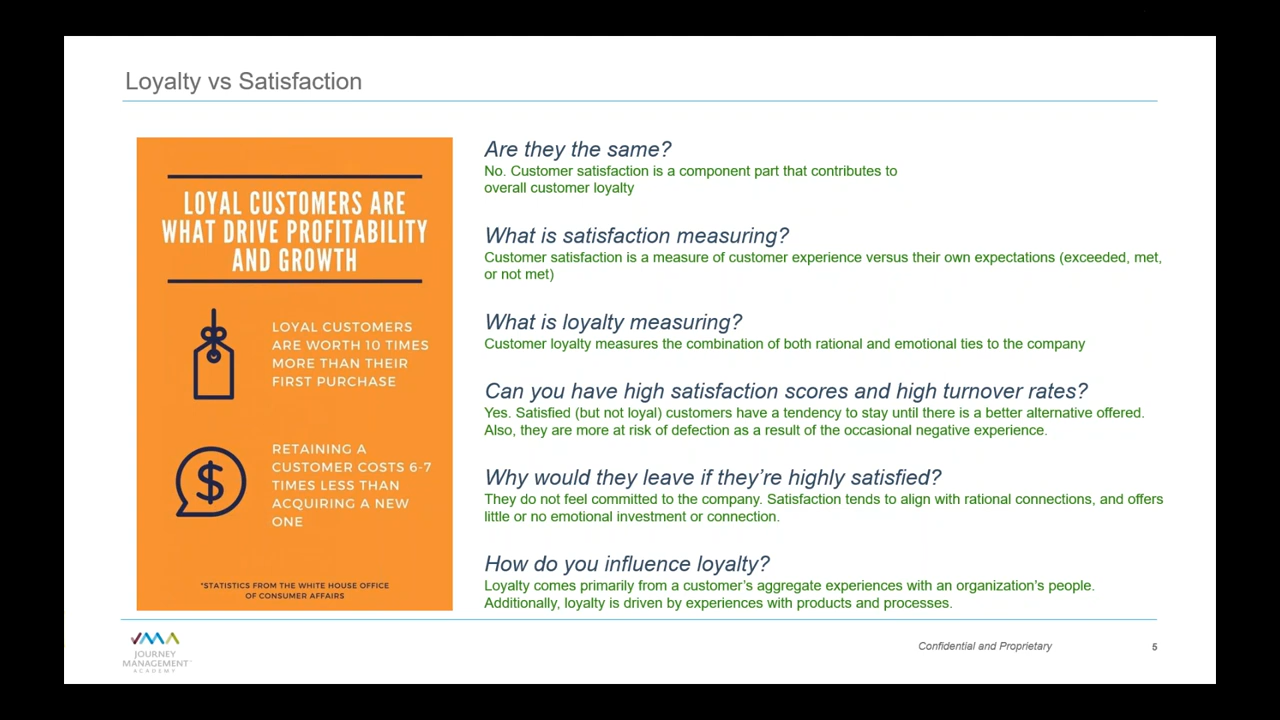 Loyalty vs Satisfaction
LOYAL CUSTOMERS ARE
WHAT DRIVE PROFITABILITY
AND GROWTH
LOYAL CUSTOMERS
ARE WORTH 10 TIMES
MORE THAN THEIR
FIRST PURCHASE
RETAINING A
CUSTOMER COSTS 6-7
TIMES LESS THAN
ACQUIRING A NEW
ONE
*STATISTICS FROM THE WHITE HOUSE OFFICE
OF CONSUMER AFFAIRS
Are they the same?
No. Customer satisfaction is a component part that contributes to
overall customer loyalty
What is satisfaction measuring?
Customer satisfaction is a measure of customer experience versus their own expectations (exceeded, met,
or not met)
What is loyalty measuring?
Customer loyalty measures the combination of both rational and emotional ties to the company
Can you have high satisfaction scores and high turnover rates?
Yes. Satisfied (but not loyal) customers have a tendency to stay until there is a better alternative offered.
Also, they are more at risk of defection as a result of the occasional negative experience.
Why would they leave if they’re highly satisfied?
They do not feel committed to the company. Satisfaction tends to align with rational connections, and offers
little or no emotional investment or connection.
How do you influence loyalty?
Loyalty comes primarily from a customer’s aggregate experiences with an organization’s people.
Additionally, loyalty is driven by experiences with products and processes.
JOURNEY
MANAGEMENT
ACADEMY
Confidential and Proprietary
5